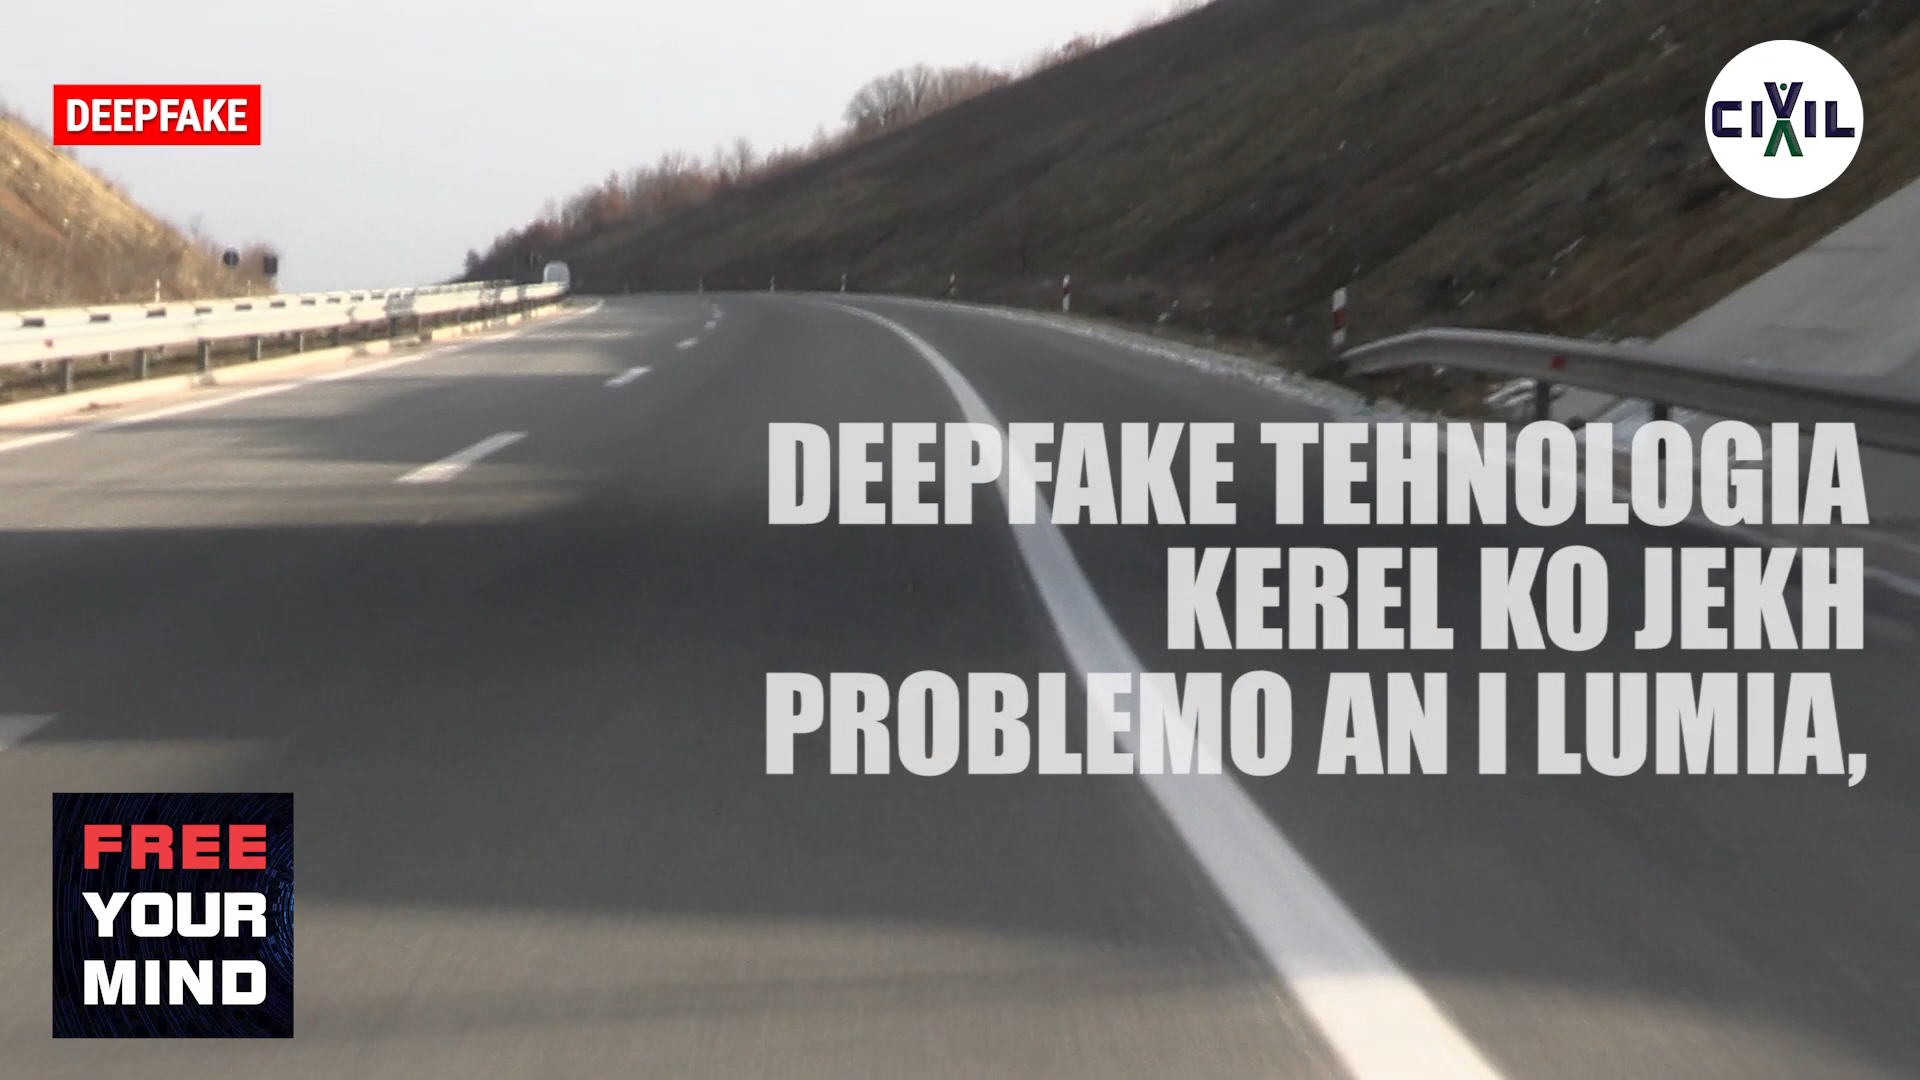 DEEPFAKE
CIVIL
DEEPFAKE TEHNOLOGIA
KEREL KO JEKH
PROBLEMO AN I LUMIA,
FREE
YOUR
MIND